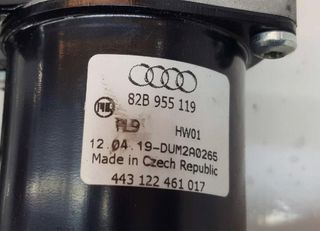 82B 955 119
HW01
12.04.19-DUM2A0265
Made in Czech Republic
443 122 461 017